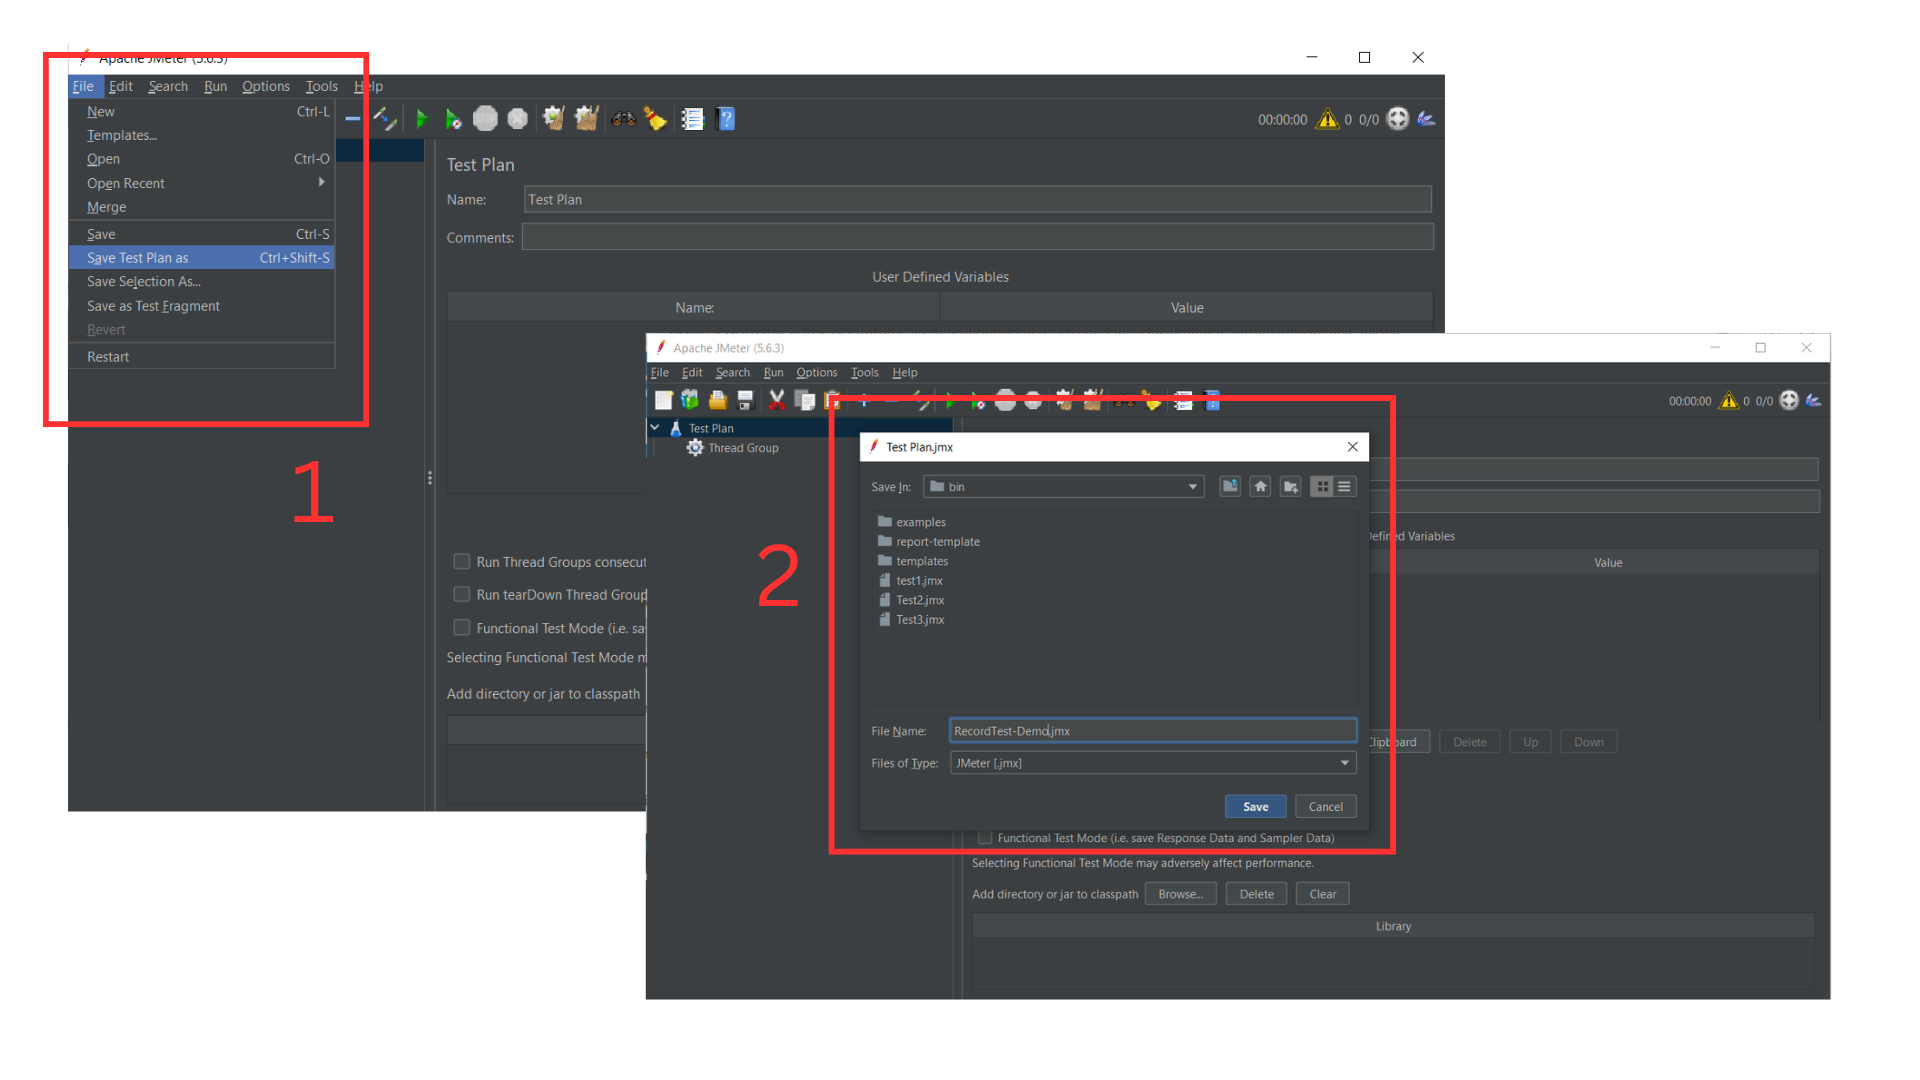 Apache JMeter (5.6.3)
File Edit Search Run Options Tools Help
New Ctrl-L
Templates...
Open Ctrl-O
Open Recent
Merge
Save Ctrl-S
Save Test Plan as Ctrl+Shift-S
Save Selection As...
Save as Test Fragment
Revert
Restart
STOP
00:00:00 0 0/0
Test Plan
Name: Test Plan
Comments:
User Defined Variables
Name: Value
1
Run Thread Groups consecut
Run tearDown Thread Group
Functional Test Mode (i.e. sa
Selecting Functional Test Mode m
Add directory or jar to classpath
Apache JMeter (5.6.3)
File Edit Search Run Options Tools Help
00:00:00 0 0/0
Test Plan
Thread Group
2
Test Plan.jmx
Save In: bin
examples
report-template
templates
test1.jmx
Test2.jmx
Test3.jmx
File Name: RecordTest-Demo.jmx
Files of Type: JMeter [.jmx]
Save Cancel
Defined Variables
Value
Clipboard Delete Up Down
Functional Test Mode (i.e. save Response Data and Sampler Data)
Selecting Functional Test Mode may adversely affect performance.
Add directory or jar to classpath Browse... Delete Clear
Library